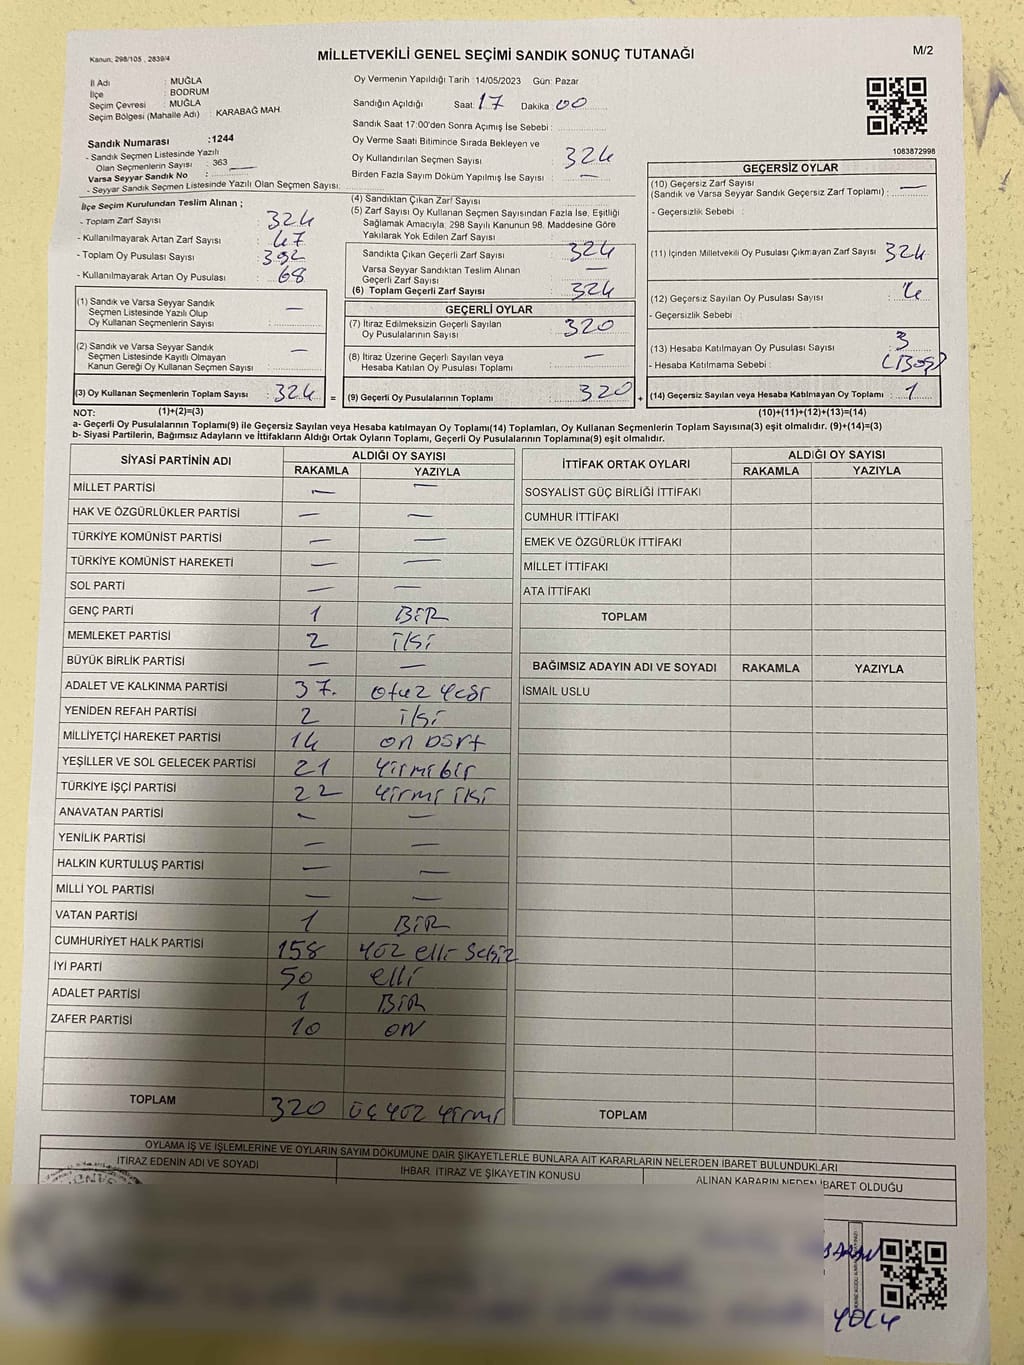 Kanun: 298/105 , 2839/4
MİLLETVEKİLİ GENEL SEÇİMİ SANDIK SONUÇ TUTANAĞI
M/2
İl Adı : MUĞLA
İlçe : BODRUM
Seçim Çevresi : MUĞLA
Seçim Bölgesi (Mahalle Adı) : KARABAĞ MAH.
Sandık Numarası :1244
- Sandık Seçmen Listesinde Yazılı
Olan Seçmenlerin Sayısı : 363
Varsa Seyyar Sandık No :
- Seyyar Sandık Seçmen Listesinde Yazılı Olan Seçmen Sayısı:
Oy Vermenin Yapıldığı Tarih : 14/05/2023 Gün: Pazar
Sandığın Açıldığı Saat: 17 Dakika: 00
Sandık Saat 17:00'den Sonra Açımış İse Sebebi :
Oy Verme Saati Bitiminde Sırada Bekleyen ve
Oy Kullandırılan Seçmen Sayısı : 324
Birden Fazla Sayım Döküm Yapılmış İse Sayısı : —
1083872998
İlçe Seçim Kurulundan Teslim Alınan ;
- Toplam Zarf Sayısı : 324
- Kullanılmayarak Artan Zarf Sayısı : 47
- Toplam Oy Pusulası Sayısı : 392
- Kullanılmayarak Artan Oy Pusulası : 68
(1) Sandık ve Varsa Seyyar Sandık
Seçmen Listesinde Yazılı Olup
Oy Kullanan Seçmenlerin Sayısı : —
(2) Sandık ve Varsa Seyyar Sandık
Seçmen Listesinde Kayıtlı Olmayan
Kanun Gereği Oy Kullanan Seçmen Sayısı : —
(3) Oy Kullanan Seçmenlerin Toplam Sayısı : 324 =
(4) Sandıktan Çıkan Zarf Sayısı :
(5) Zarf Sayısı Oy Kullanan Seçmen Sayısından Fazla İse, Eşitliği
Sağlamak Amacıyla, 298 Sayılı Kanunun 98. Maddesine Göre
Yakılarak Yok Edilen Zarf Sayısı :
Sandıkta Çıkan Geçerli Zarf Sayısı : 324
Varsa Seyyar Sandıktan Teslim Alınan
Geçerli Zarf Sayısı : —
(6) Toplam Geçerli Zarf Sayısı : 324
GEÇERLİ OYLAR
(7) İtiraz Edilmeksizin Geçerli Sayılan
Oy Pusulalarının Sayısı : 320
(8) İtiraz Üzerine Geçerli Sayılan veya
Hesaba Katılan Oy Pusulası Toplamı : —
(9) Geçerli Oy Pusulalarının Toplamı : 320 +
GEÇERSİZ OYLAR
(10) Geçersiz Zarf Sayısı
(Sandık ve Varsa Seyyar Sandık Geçersiz Zarf Toplamı) : —
- Geçersizlik Sebebi :
(11) İçinden Milletvekili Oy Pusulası Çıkmayan Zarf Sayısı : 324
(12) Geçersiz Sayılan Oy Pusulası Sayısı : 4
- Geçersizlik Sebebi :
(13) Hesaba Katılmayan Oy Pusulası Sayısı : 3
- Hesaba Katılmama Sebebi : (Boş)
(14) Geçersiz Sayılan veya Hesaba Katılmayan Oy Toplamı : 1
NOT: (1)+(2)=(3) (10)+(11)+(12)+(13)=(14)
a- Geçerli Oy Pusulalarının Toplamı(9) ile Geçersiz Sayılan veya Hesaba katılmayan Oy Toplamı(14) Toplamları, Oy Kullanan Seçmenlerin Toplam Sayısına(3) eşit olmalıdır. (9)+(14)=(3)
b- Siyasi Partilerin, Bağımsız Adayların ve İttifakların Aldığı Ortak Oyların Toplamı, Geçerli Oy Pusulalarının Toplamına(9) eşit olmalıdır.
SİYASİ PARTİNİN ADI ALDIĞI OY SAYISI
RAKAMLA YAZIYLA
MİLLET PARTİSİ — —
HAK VE ÖZGÜRLÜKLER PARTİSİ — —
TÜRKİYE KOMÜNİST PARTİSİ — —
TÜRKİYE KOMÜNİST HAREKETİ — —
SOL PARTİ — —
GENÇ PARTİ 1 BİR
MEMLEKET PARTİSİ 2 iki
BÜYÜK BİRLİK PARTİSİ — —
ADALET VE KALKINMA PARTİSİ 37. otuz yedi
YENİDEN REFAH PARTİSİ 2 iki
MİLLİYETÇİ HAREKET PARTİSİ 14 on DÖrt
YEŞİLLER VE SOL GELECEK PARTİSİ 21 yirmi bir
TÜRKİYE İŞÇİ PARTİSİ 22 yirmi iki
ANAVATAN PARTİSİ — —
YENİLİK PARTİSİ — —
HALKIN KURTULUŞ PARTİSİ — —
MİLLİ YOL PARTİSİ — —
VATAN PARTİSİ 1 BİR
CUMHURİYET HALK PARTİSİ 158 yüz elli sekiz
İYİ PARTİ 50 elli
ADALET PARTİSİ 1 BİR
ZAFER PARTİSİ 10 ON
TOPLAM 320 üç yüz yirmi
İTTİFAK ORTAK OYLARI ALDIĞI OY SAYISI
RAKAMLA YAZIYLA
SOSYALİST GÜÇ BİRLİĞİ İTTİFAKI
CUMHUR İTTİFAKI
EMEK VE ÖZGÜRLÜK İTTİFAKI
MİLLET İTTİFAKI
ATA İTTİFAKI
TOPLAM
BAĞIMSIZ ADAYIN ADI VE SOYADI RAKAMLA YAZIYLA
İSMAİL USLU
TOPLAM
OYLAMA İŞ VE İŞLEMLERİNE VE OYLARIN SAYIM DÖKÜMÜNE DAİR ŞİKAYETLERLE BUNLARA AİT KARARLARIN NELERDEN İBARET BULUNDUKLARI
İTİRAZ EDENİN ADI VE SOYADI
İHBAR, İTİRAZ VE ŞİKAYETİN KONUSU
ALINAN KARARIN NEDEN İBARET OLDUĞU